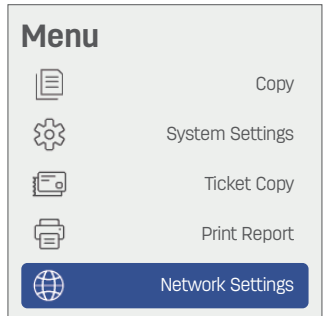 Menu
Copy
System Settings
Ticket Copy
Print Report
Network Settings